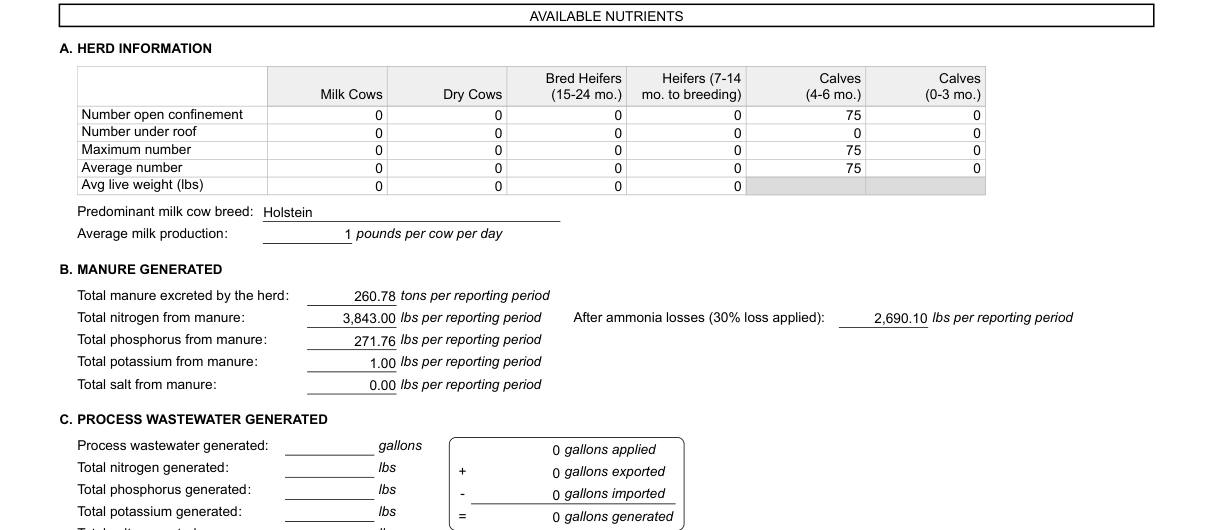 AVAILABLE NUTRIENTS
A. HERD INFORMATION
Milk Cows Dry Cows Bred Heifers (15-24 mo.) Heifers (7-14 mo. to breeding) Calves (4-6 mo.) Calves (0-3 mo.)
Number open confinement 0 0 0 0 75 0
Number under roof 0 0 0 0 0 0
Maximum number 0 0 0 0 75 0
Average number 0 0 0 0 75 0
Avg live weight (lbs) 0 0 0 0
Predominant milk cow breed: Holstein
Average milk production: 1 pounds per cow per day
B. MANURE GENERATED
Total manure excreted by the herd: 260.78 tons per reporting period
Total nitrogen from manure: 3,843.00 lbs per reporting period After ammonia losses (30% loss applied): 2,690.10 lbs per reporting period
Total phosphorus from manure: 271.76 lbs per reporting period
Total potassium from manure: 1.00 lbs per reporting period
Total salt from manure: 0.00 lbs per reporting period
C. PROCESS WASTEWATER GENERATED
Process wastewater generated: gallons 0 gallons applied
Total nitrogen generated: lbs + 0 gallons exported
Total phosphorus generated: lbs - 0 gallons imported
Total potassium generated: lbs = 0 gallons generated